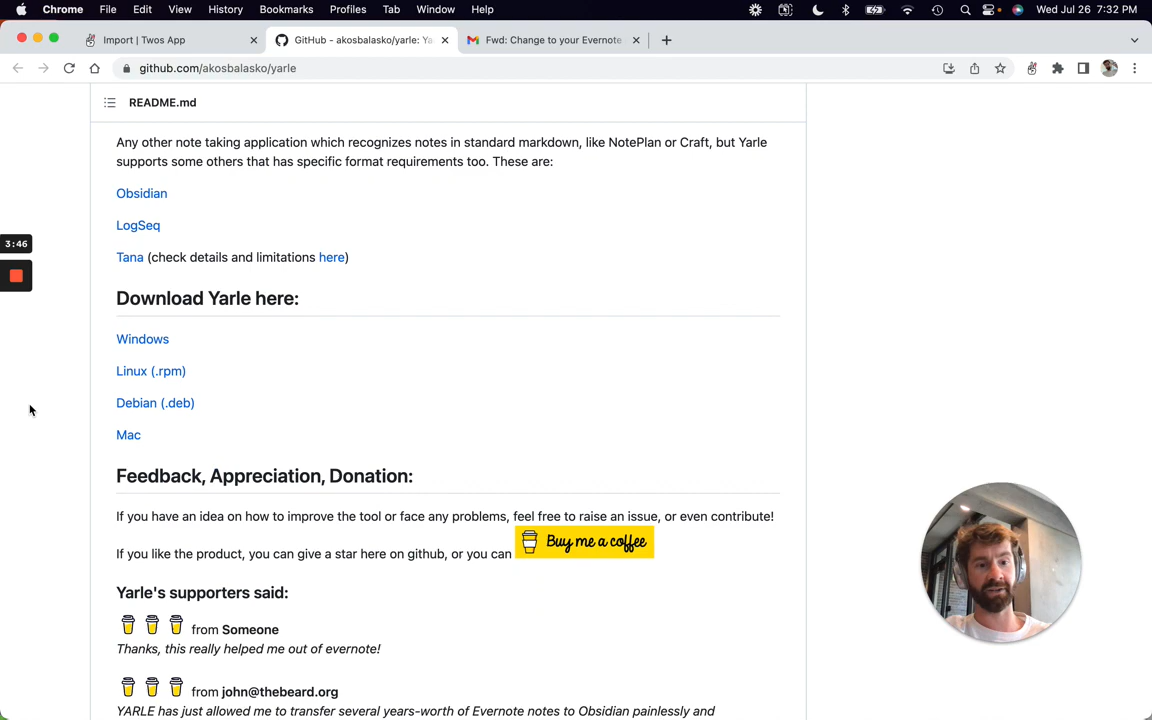 Chrome File Edit View History Bookmarks Profiles Tab Window Help Wed Jul 26 7:32 PM
Import | Twos App
GitHub - akosbalasko/yarle: Ya
Fwd: Change to your Evernote
github.com/akosbalasko/yarle
README.md
Any other note taking application which recognizes notes in standard markdown, like NotePlan or Craft, but Yarle
supports some others that has specific format requirements too. These are:
Obsidian
3:46
LogSeq
Tana (check details and limitations here)
Download Yarle here:
Windows
Linux (.rpm)
Debian (.deb)
Mac
Feedback, Appreciation, Donation:
If you have an idea on how to improve the tool or face any problems, feel free to raise an issue, or even contribute!
If you like the product, you can give a star here on github, or you can Buy me a coffee
Yarle's supporters said:
from Someone
Thanks, this really helped me out of evernote!
from john@thebeard.org
YARLE has just allowed me to transfer several years-worth of Evernote notes to Obsidian painlessly and